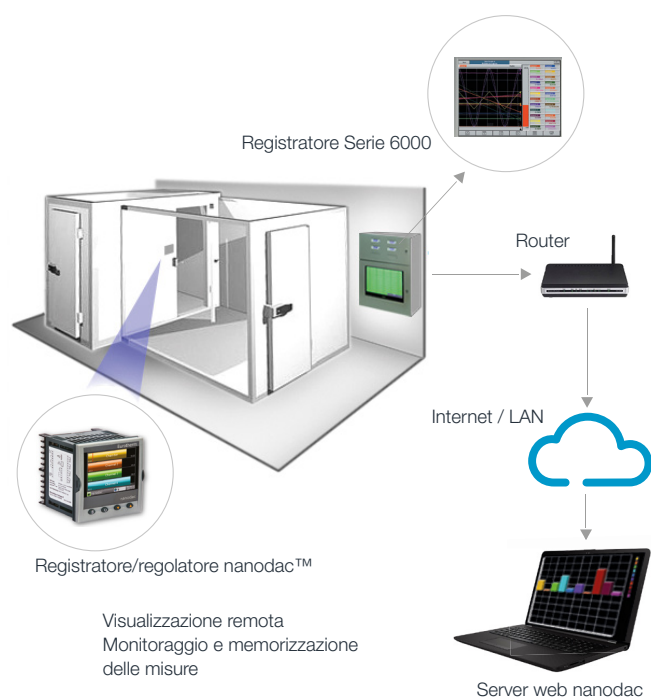 Registratore Serie 6000
Router
Internet / LAN
Registratore/regolatore nanodac™
Visualizzazione remota
Monitoraggio e memorizzazione
delle misure
Server web nanodac